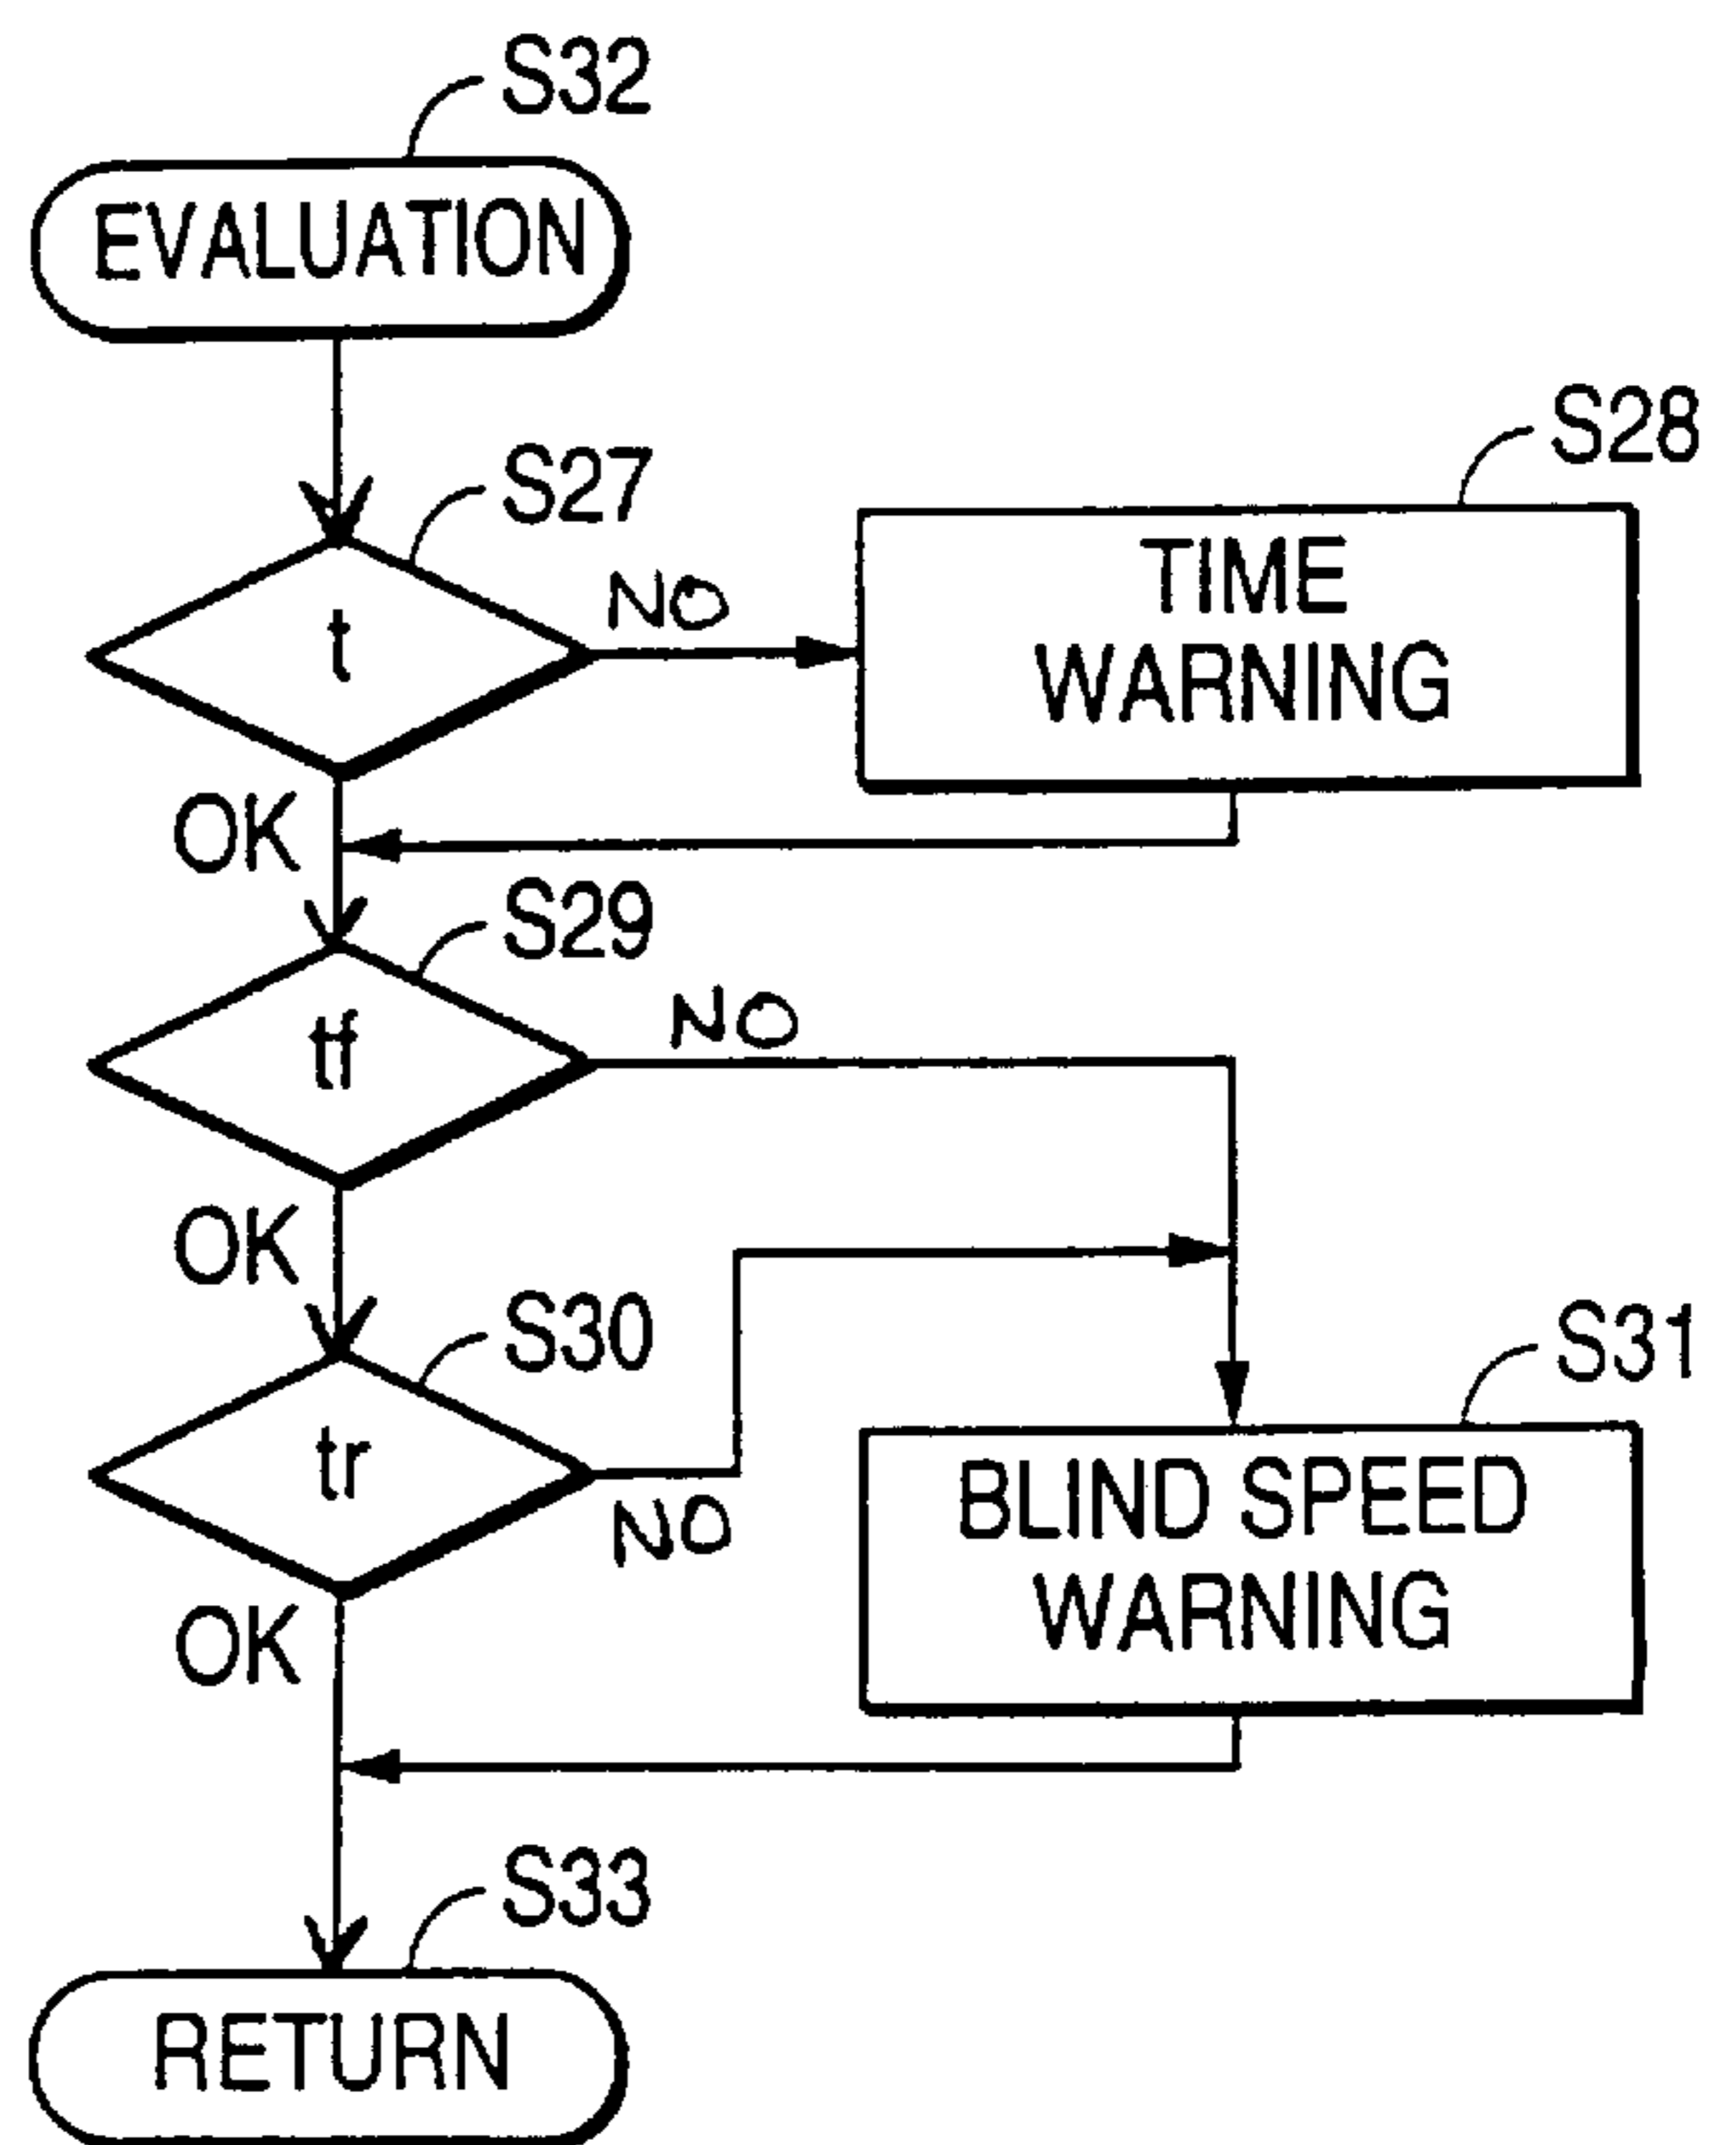 S32
EVALUATION
S28
S27
TIME
WARNING
NO
t
OK
S29
NO
tf
OK
S30
S31
tr
BLIND SPEED
WARNING
NO
OK
S33
RETURN